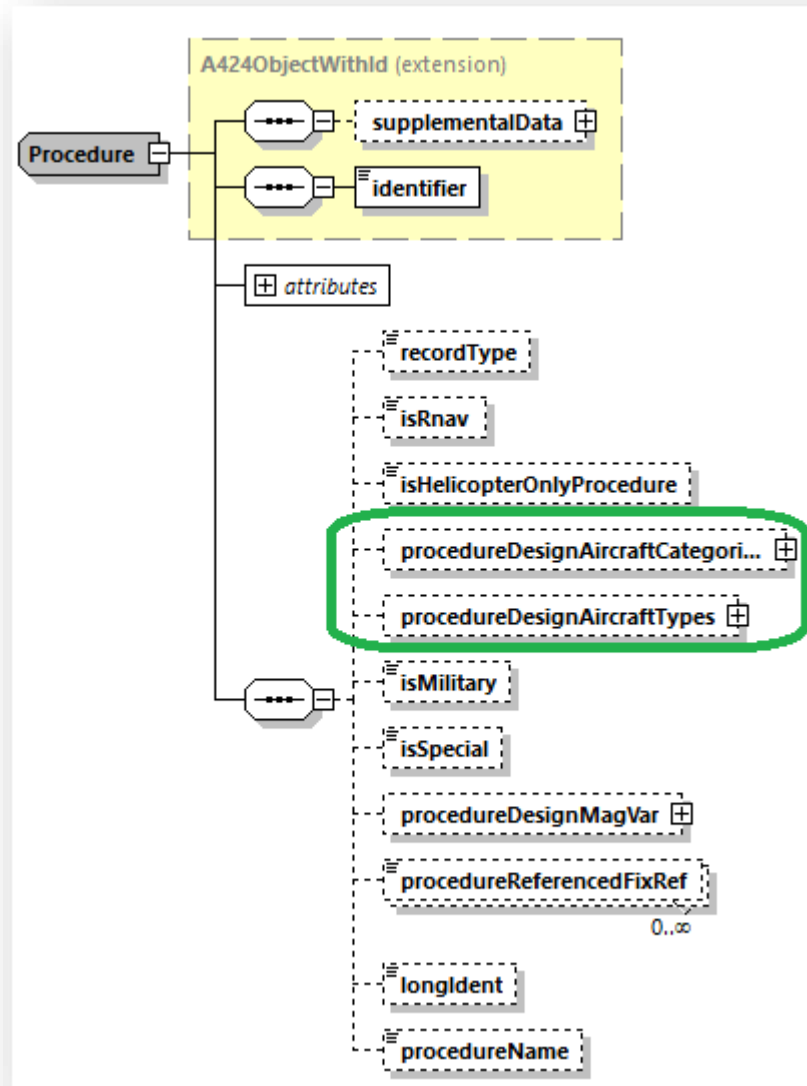 A424ObjectWithId (extension)
supplementalData
Procedure
identifier
attributes
recordType
isRnav
isHelicopterOnlyProcedure
procedureDesignAircraftCategori...
procedureDesignAircraftTypes
isMilitary
isSpecial
procedureDesignMagVar
procedureReferencedFixRef
0..∞
longIdent
procedureName